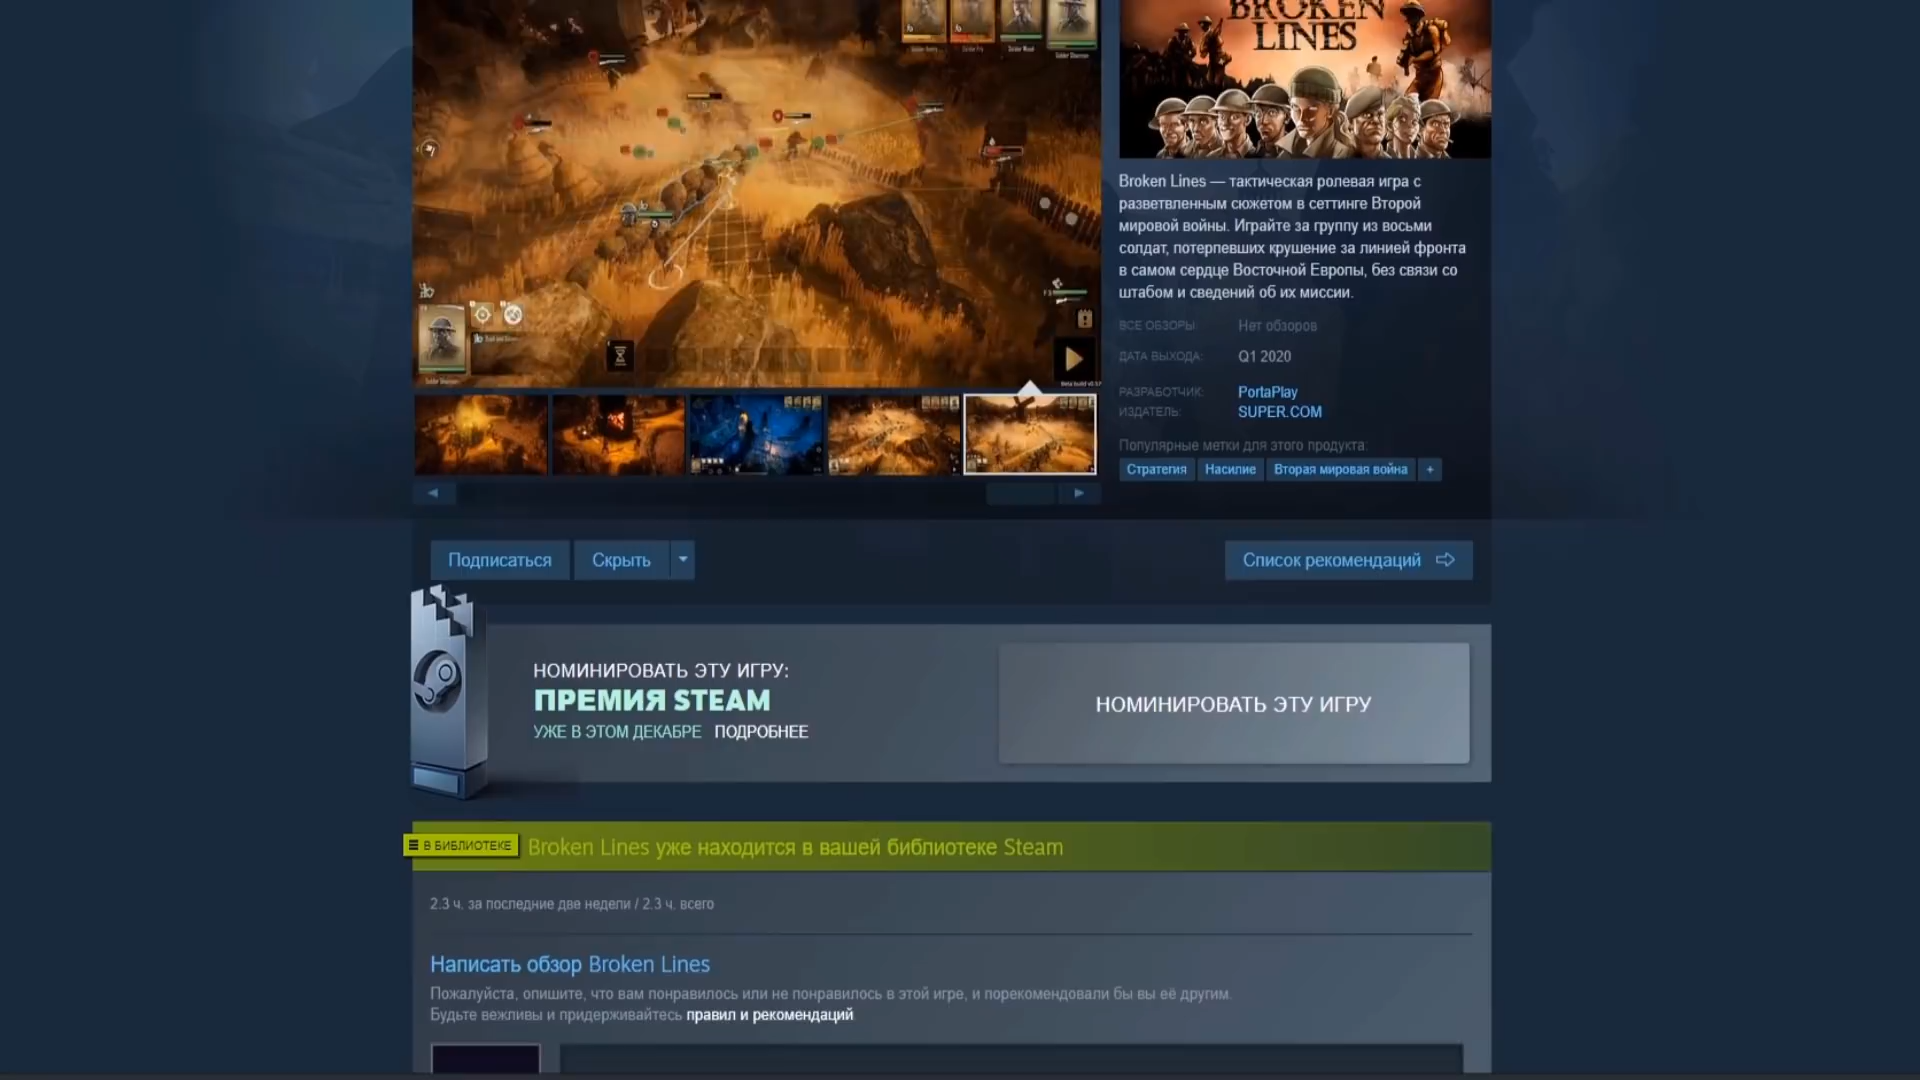 BROKEN
LINES
Broken Lines — тактическая ролевая игра с
разветвленным сюжетом в сеттинге Второй
мировой войны. Играйте за группу из восьми
солдат, потерпевших крушение за линией фронта
в самом сердце Восточной Европы, без связи со
штабом и сведений об их миссии.
ВСЕ ОБЗОРЫ: Нет обзоров
ДАТА ВЫХОДА: Q1 2020
РАЗРАБОТЧИК: PortaPlay
ИЗДАТЕЛЬ: SUPER.COM
Популярные метки для этого продукта:
Стратегия Насилие Вторая мировая война +
Подписаться Скрыть Список рекомендаций
НОМИНИРОВАТЬ ЭТУ ИГРУ:
ПРЕМИЯ STEAM
УЖЕ В ЭТОМ ДЕКАБРЕ ПОДРОБНЕЕ
НОМИНИРОВАТЬ ЭТУ ИГРУ
В БИБЛИОТЕКЕ Broken Lines уже находится в вашей библиотеке Steam
2.3 ч. за последние две недели / 2.3 ч. всего
Написать обзор Broken Lines
Пожалуйста, опишите, что вам понравилось или не понравилось в этой игре, и порекомендовали бы вы её другим.
Будьте вежливы и придерживайтесь правил и рекомендаций